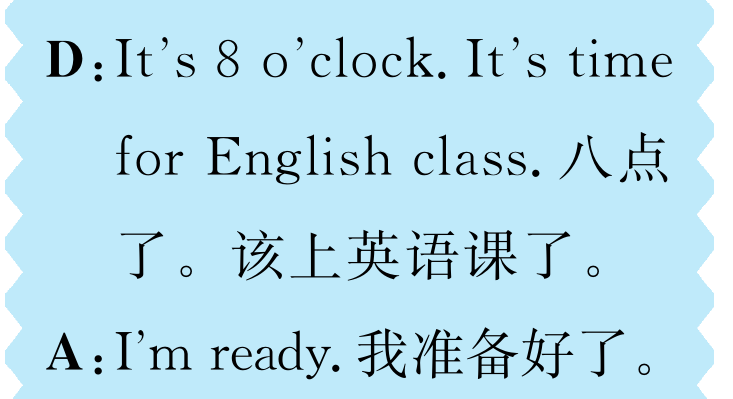 D:It's 8 o'clock. It's time
for English class. 八点
了。该上英语课了。
A:I'm ready. 我准备好了。